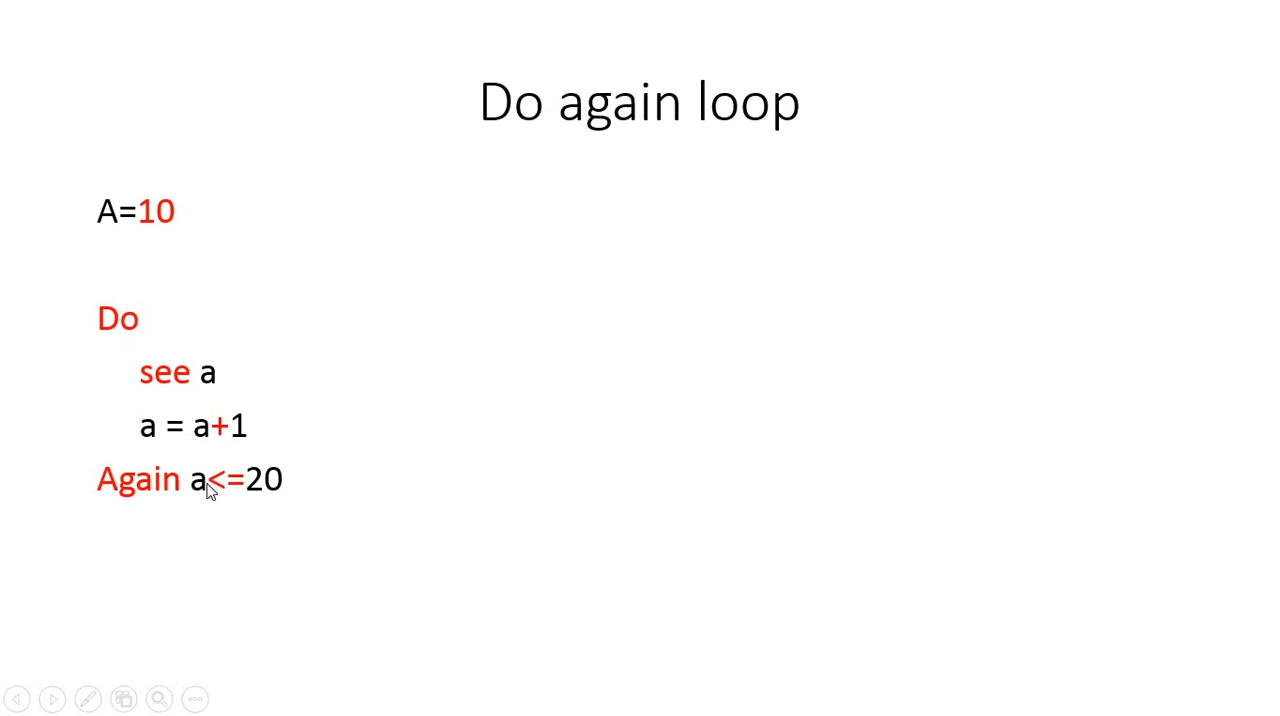 Do again loop
A=10
Do
see a
a = a+1
Again a<=20